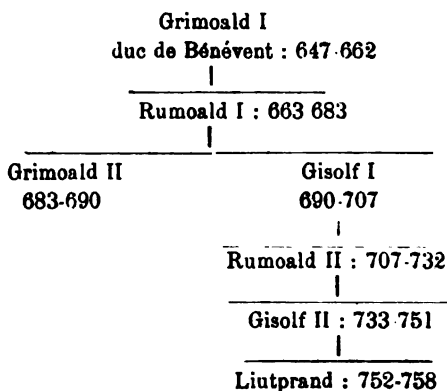 Grimoald I
duc de Bénévent : 647-662
Rumoald I : 663 683
Grimoald II
683-690
Gisolf I
690-707
Rumoald II : 707-732
Gisolf II : 733-751
Liutprand : 752-758